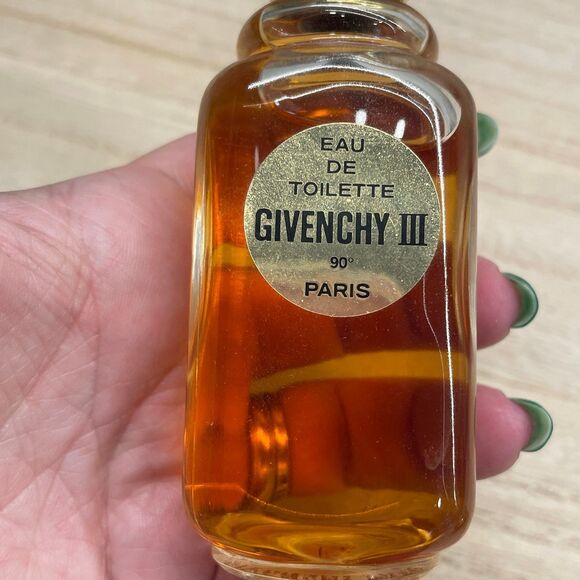 EAU
DE
TOILETTE
GIVENCHY III
90°
PARIS